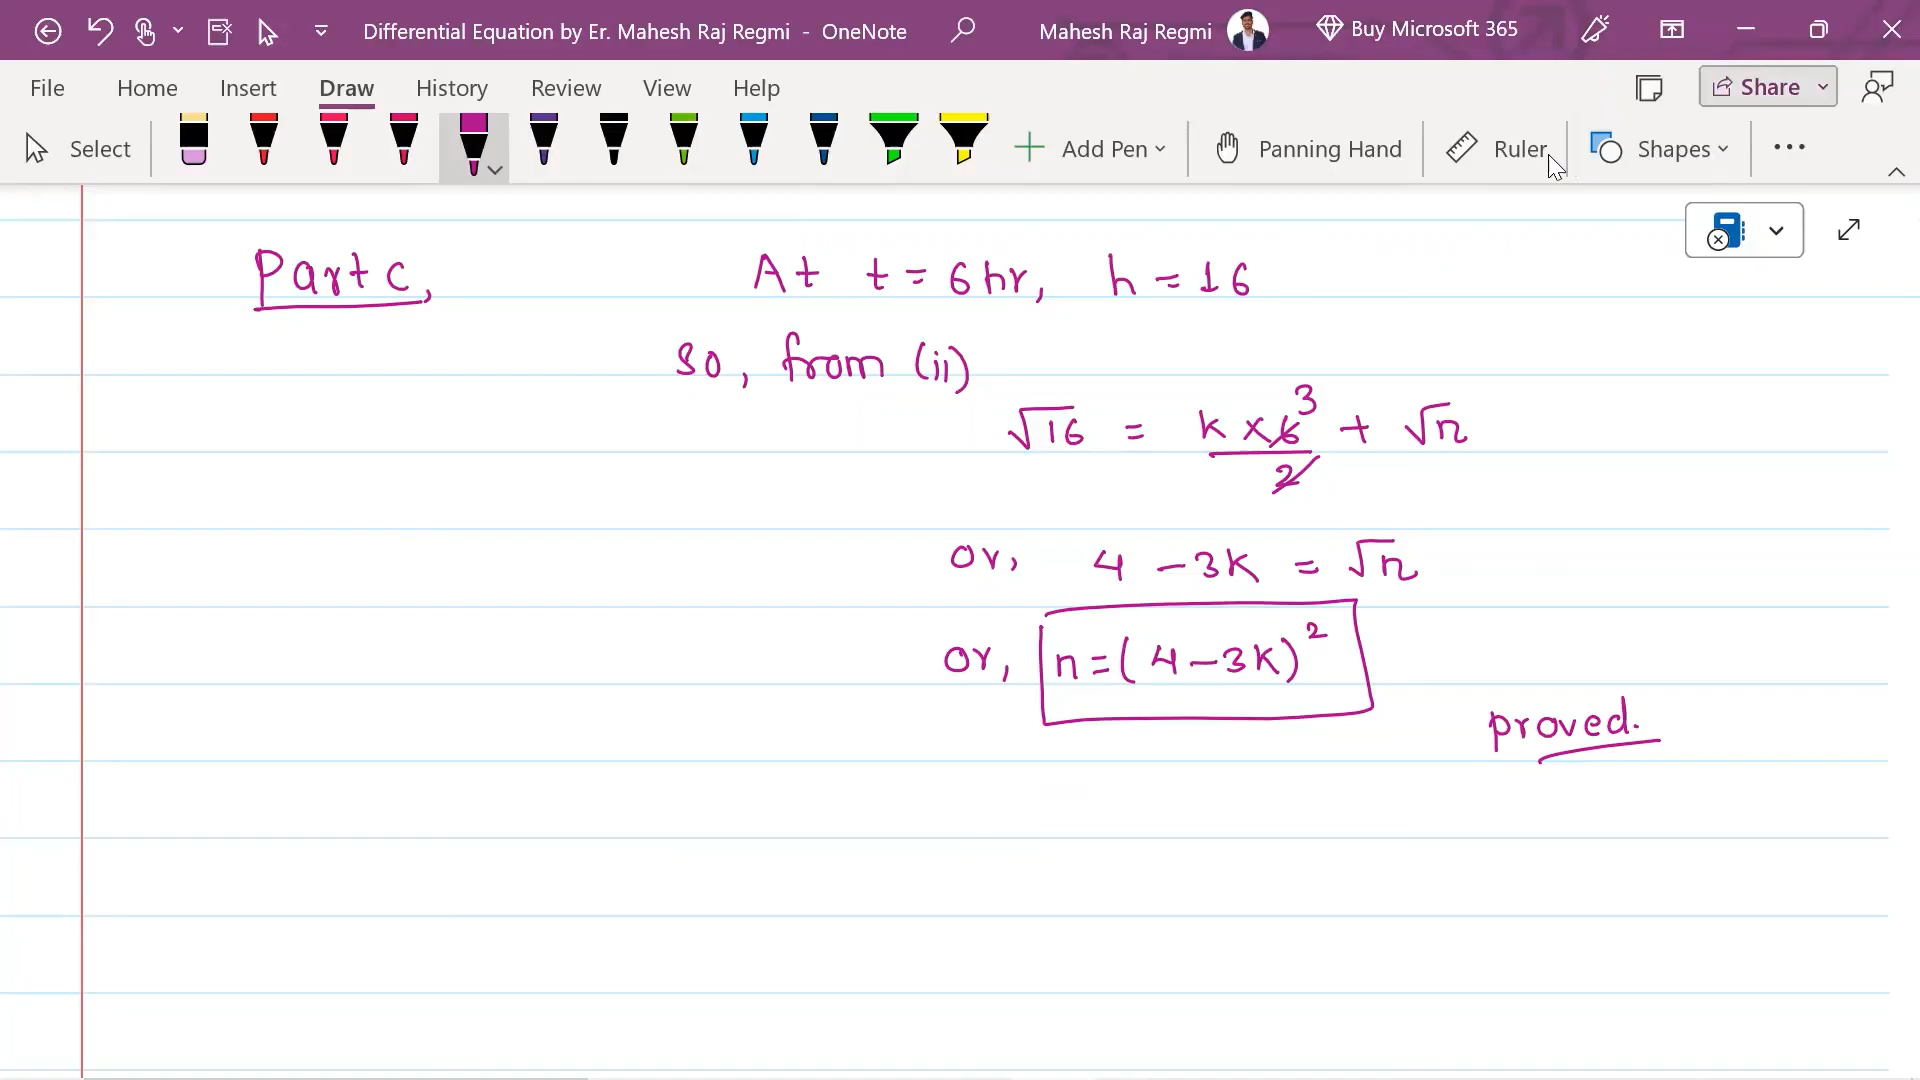 Differential Equation by Er. Mahesh Raj Regmi - OneNote Mahesh Raj Regmi Buy Microsoft 365
File Home Insert Draw History Review View Help Share
Select Add Pen Panning Hand Ruler Shapes
Part c, At t = 6 hr, h = 16
So, from (ii)
√16 = k × 6 3 / 2 + √n
or, 4 - 3k = √n
or, n = (4 - 3k)²
proved.